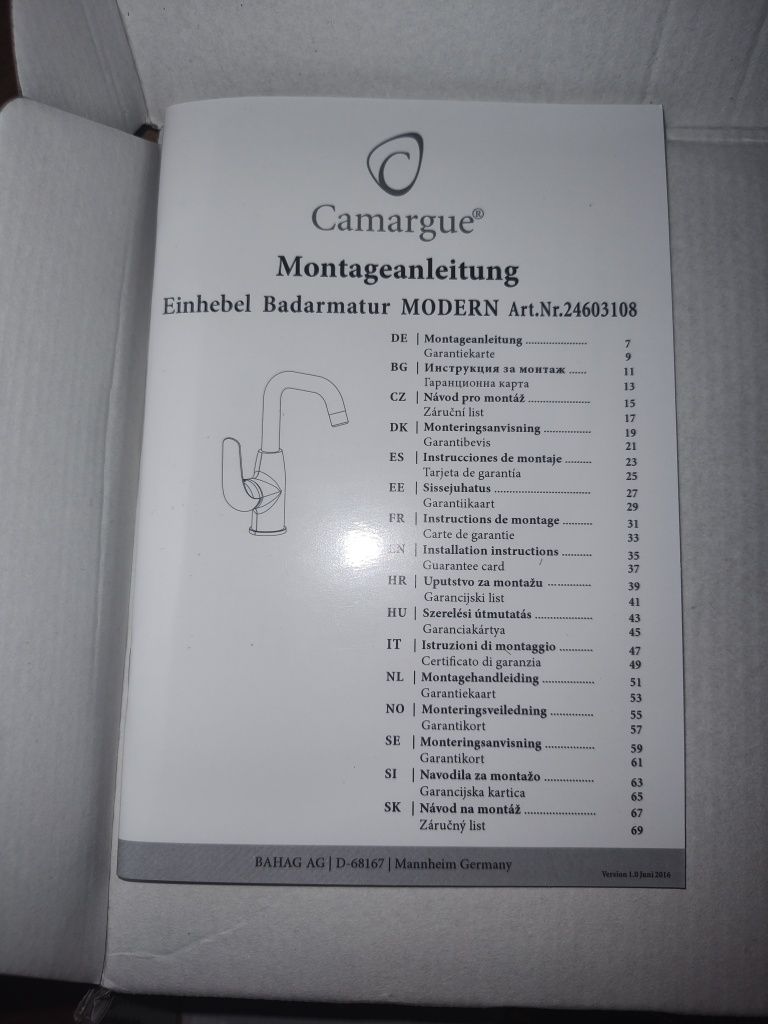 C
Camargue®
Montageanleitung
Einhebel Badarmatur MODERN Art.Nr.24603108
DE | Montageanleitung ..................... 7
Garantiekarte 9
BG | Инструкция за монтаж ...... 11
Гаранционна карта 13
CZ | Návod pro montáž ..................... 15
Záruční list 17
DK | Monteringsanvisning ................ 19
Garantibevis 21
ES | Instrucciones de montaje ......... 23
Tarjeta de garantía 25
EE | Sissejuhatus ................................ 27
Garantiikaart 29
FR | Instructions de montage .......... 31
Carte de garantie 33
EN | Installation instructions .......... 35
Guarantee card 37
HR | Uputstvo za montažu .............. 39
Garancijski list 41
HU | Szerelési útmutatás ................... 43
Garanciakártya 45
IT | Istruzioni di montaggio ........... 47
Certificato di garanzia 49
NL | Montagehandleiding ................. 51
Garantiekaart 53
NO | Monteringsveiledning .............. 55
Garantikort 57
SE | Monteringsanvisning ................ 59
Garantikort 61
SI | Navodila za montažo ................ 63
Garancijska kartica 65
SK | Návod na montáž ....................... 67
Záručný list 69
BAHAG AG | D-68167 | Mannheim Germany
Version 1.0 Juni 2016